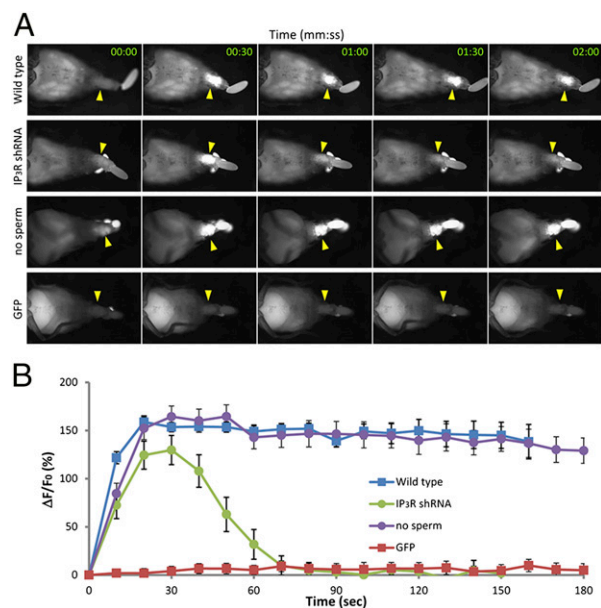 A
Time (mm:ss)
00:00 00:30 01:00 01:30 02:00
Wild type
IP3R shRNA
no sperm
GFP
B
200
150
100
50
0
ΔF/F0 (%)
Wild type
IP3R shRNA
no sperm
GFP
0 30 60 90 120 150 180
Time (sec)